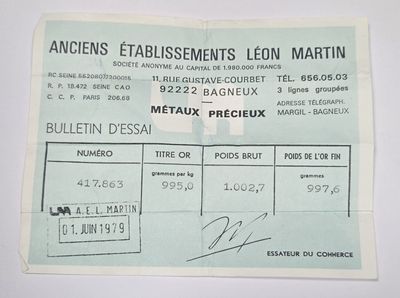 ANCIENS ÉTABLISSEMENTS LÉON MARTIN
SOCIÉTÉ ANONYME AU CAPITAL DE 1.980.000 FRANCS
RC SEINE 55208077200015
R. P. 18.472 SEINE CAO
C. C. P. PARIS 206.68
11, RUE GUSTAVE-COURBET
92222 BAGNEUX
MÉTAUX PRÉCIEUX
TÉL. 656.05.03
3 lignes groupées
ADRESSE TÉLÉGRAPH.
MARGIL - BAGNEUX
BULLETIN D'ESSAI
NUMÉRO TITRE OR POIDS BRUT POIDS DE L'OR FIN
grammes par kg grammes
417.863 995,0 1.002,7 997,6
A.E.L. MARTIN
01. JUIN 1979
ESSAYEUR DU COMMERCE